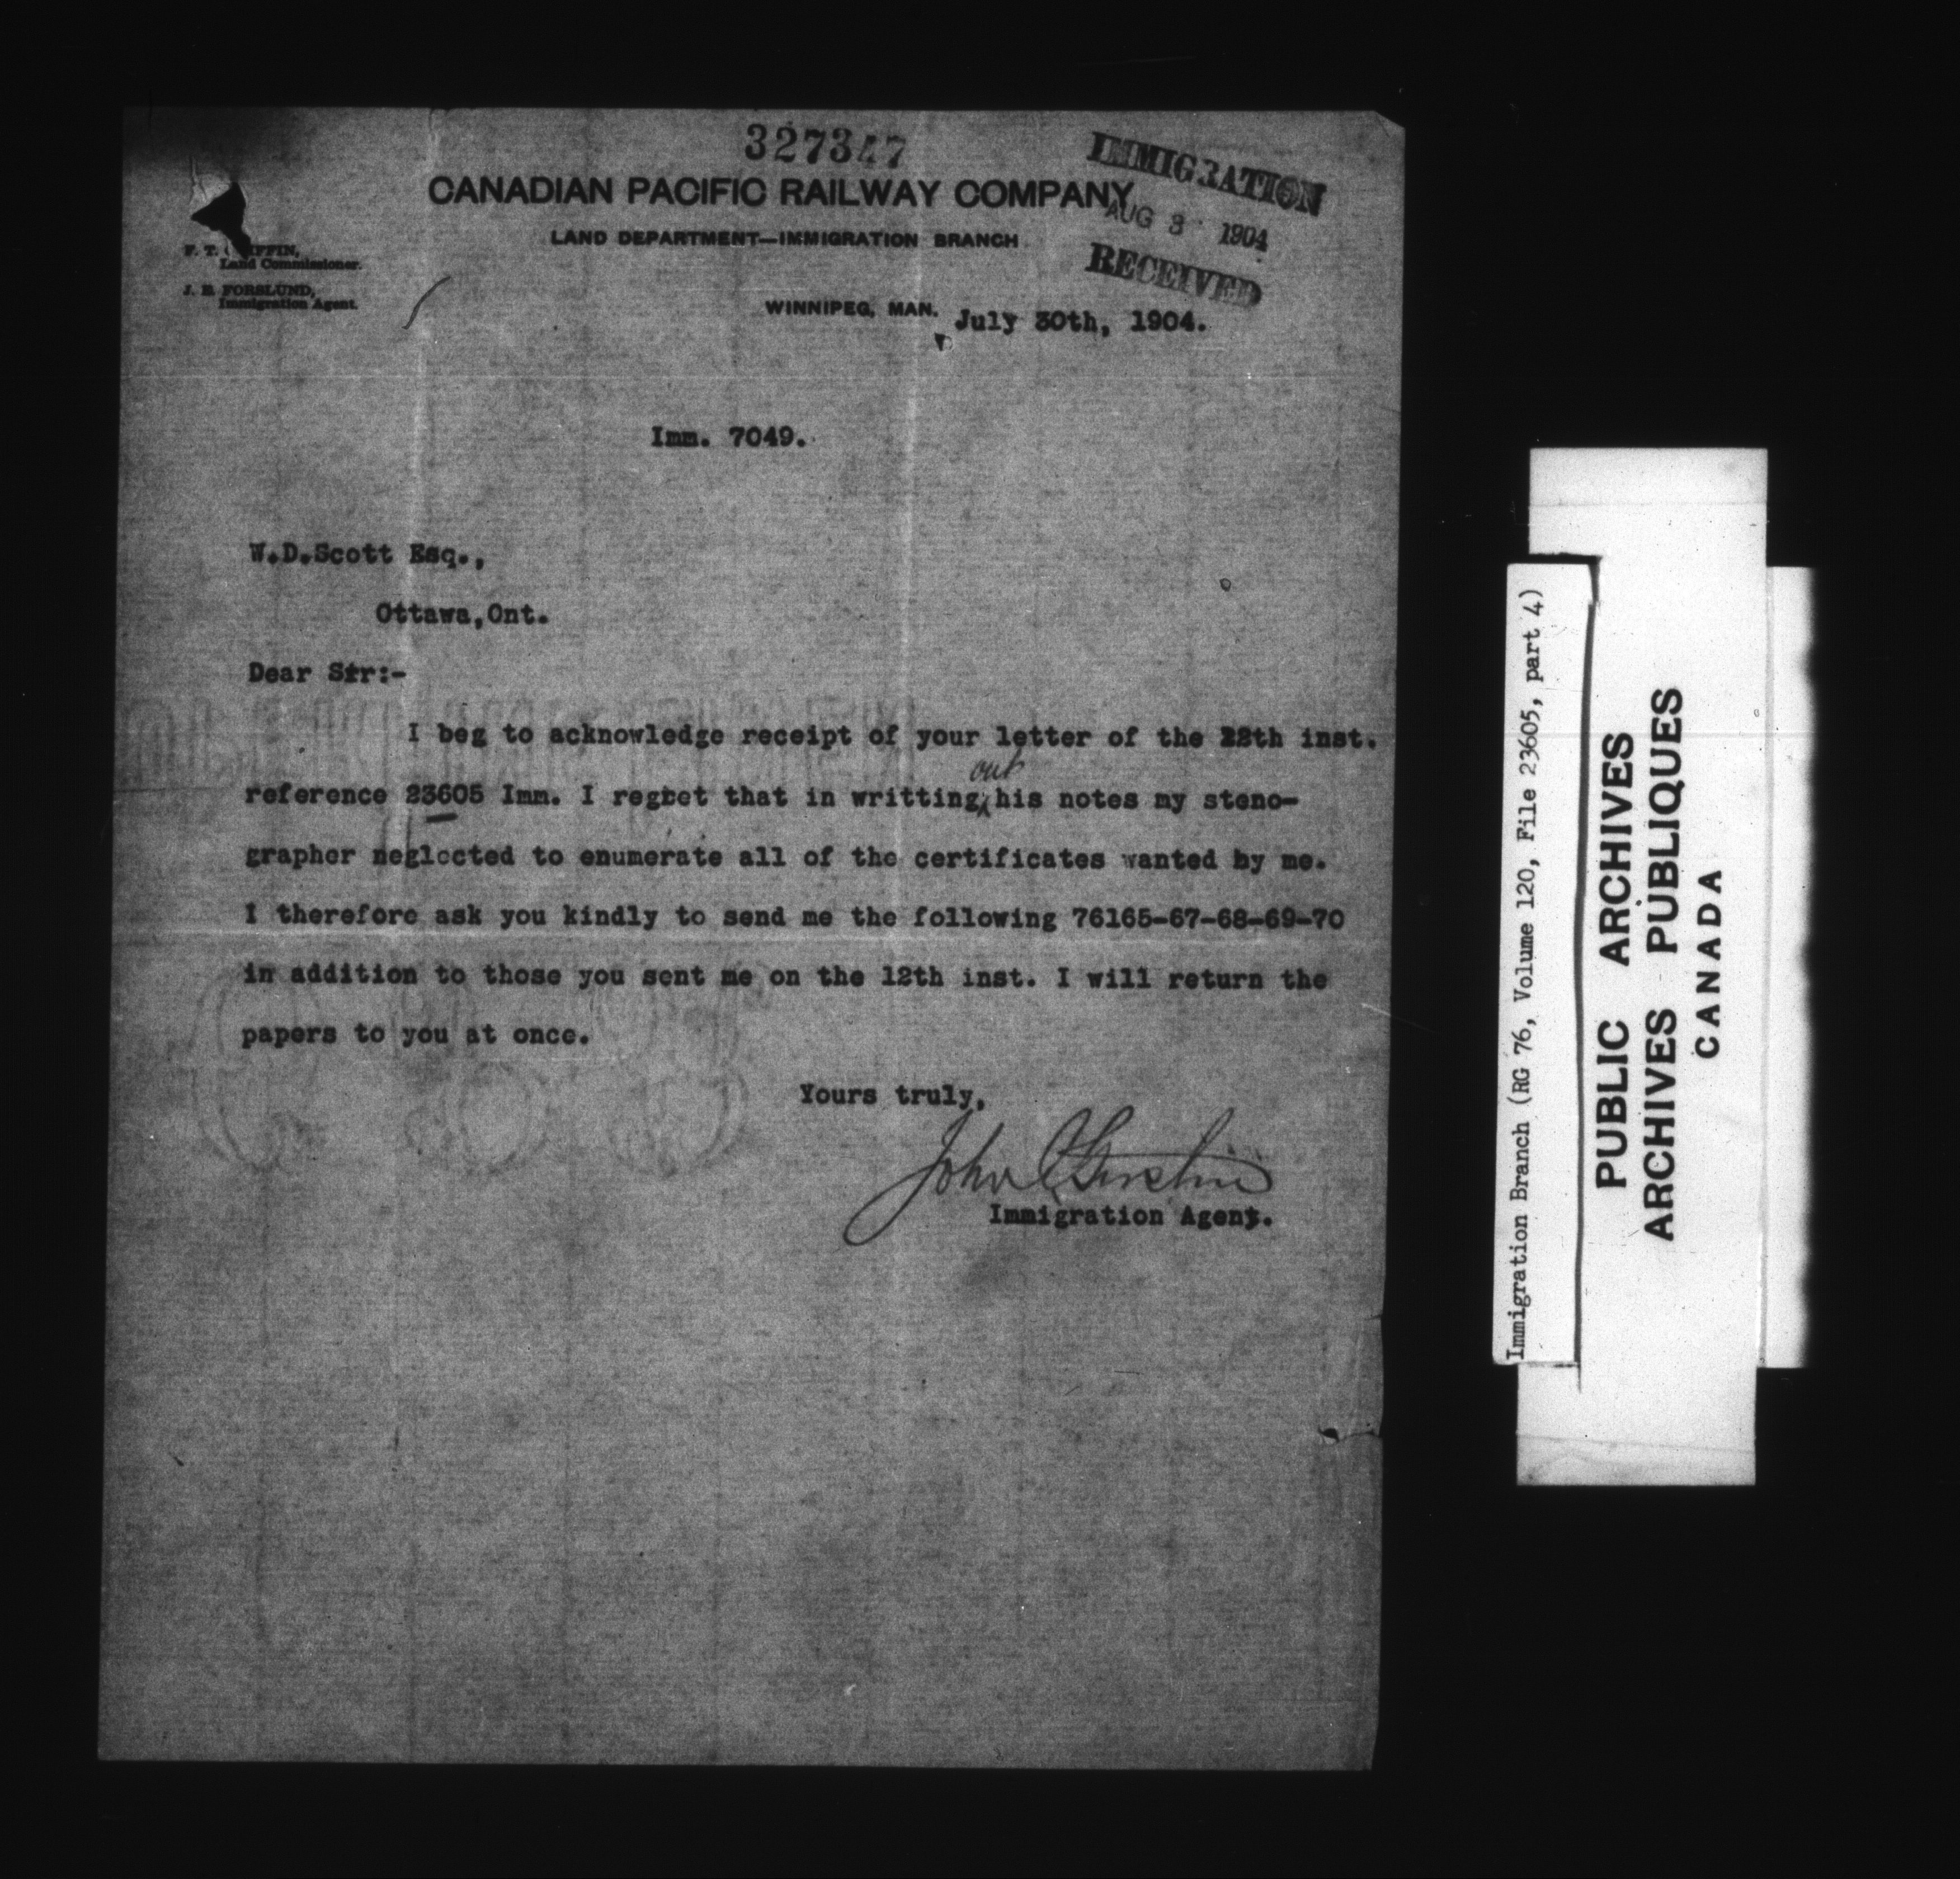 327347
CANADIAN PACIFIC RAILWAY COMPANY
LAND DEPARTMENT—IMMIGRATION BRANCH
IMMIGRATION
AUG 3 1904
RECEIVED
F. T. GRIFFIN,
Land Commissioner.
J. B. FORSLUND,
Immigration Agent.
WINNIPEG, MAN. July 30th, 1904.
Imm. 7049.
W.D.Scott Esq.,
Ottawa,Ont.
Dear Sir:-
I beg to acknowledge receipt of your letter of the 28th inst.
out
reference 23605 Imm. I regret that in writting his notes my steno-
grapher neglected to enumerate all of the certificates wanted by me.
I therefore ask you kindly to send me the following 76165-67-68-69-70
in addition to those you sent me on the 12th inst. I will return the
papers to you at once.
Yours truly,
John
Immigration Agent.
Immigration Branch (RG 76, Volume 120, File 23605, part 4)
PUBLIC ARCHIVES
ARCHIVES PUBLIQUES
CANADA